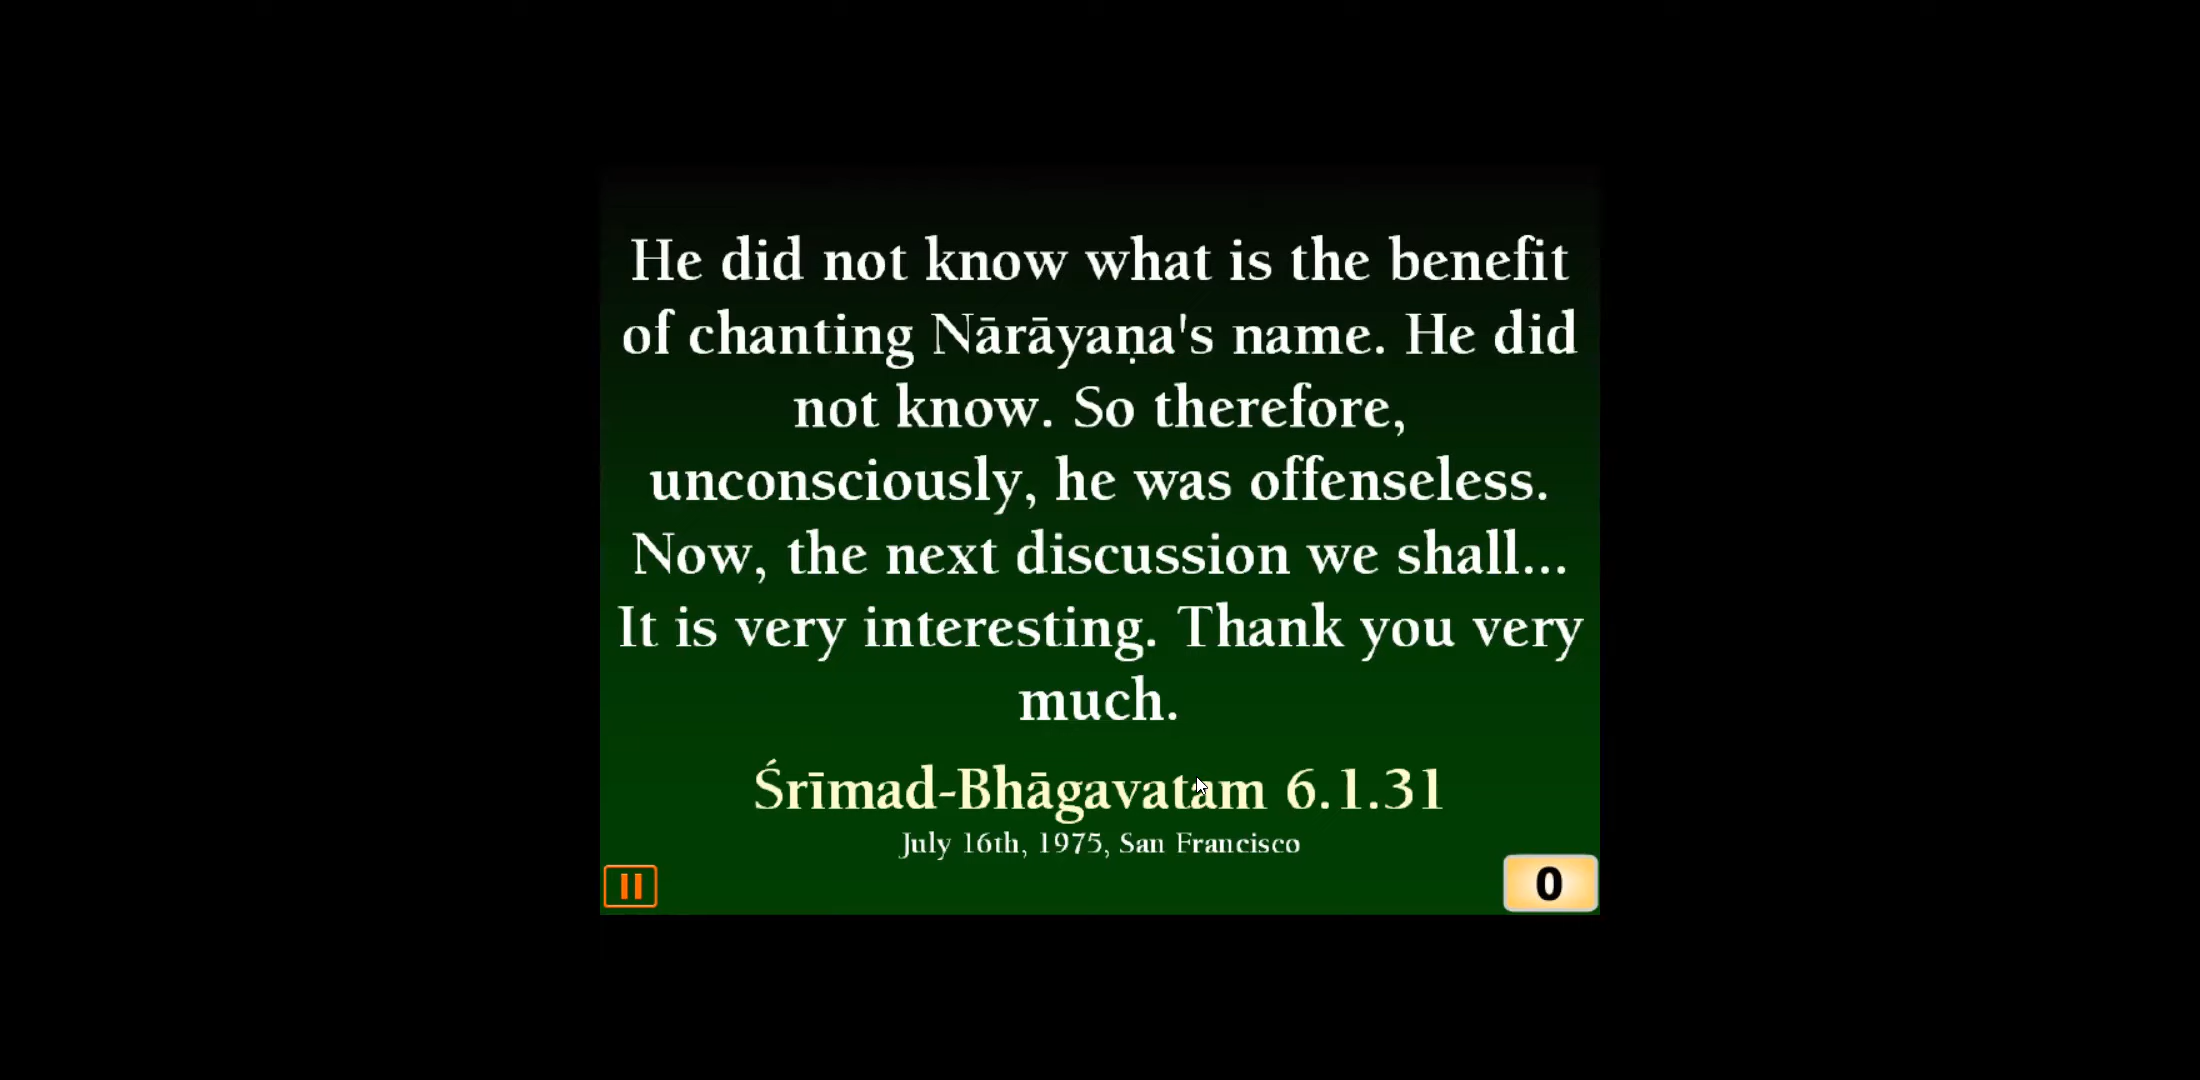 He did not know what is the benefit
of chanting Nārāyaṇa's name. He did
not know. So therefore,
unconsciously, he was offenseless.
Now, the next discussion we shall...
It is very interesting. Thank you very
much.
Śrīmad-Bhāgavatam 6.1.31
July 16th, 1975, San Francisco
0